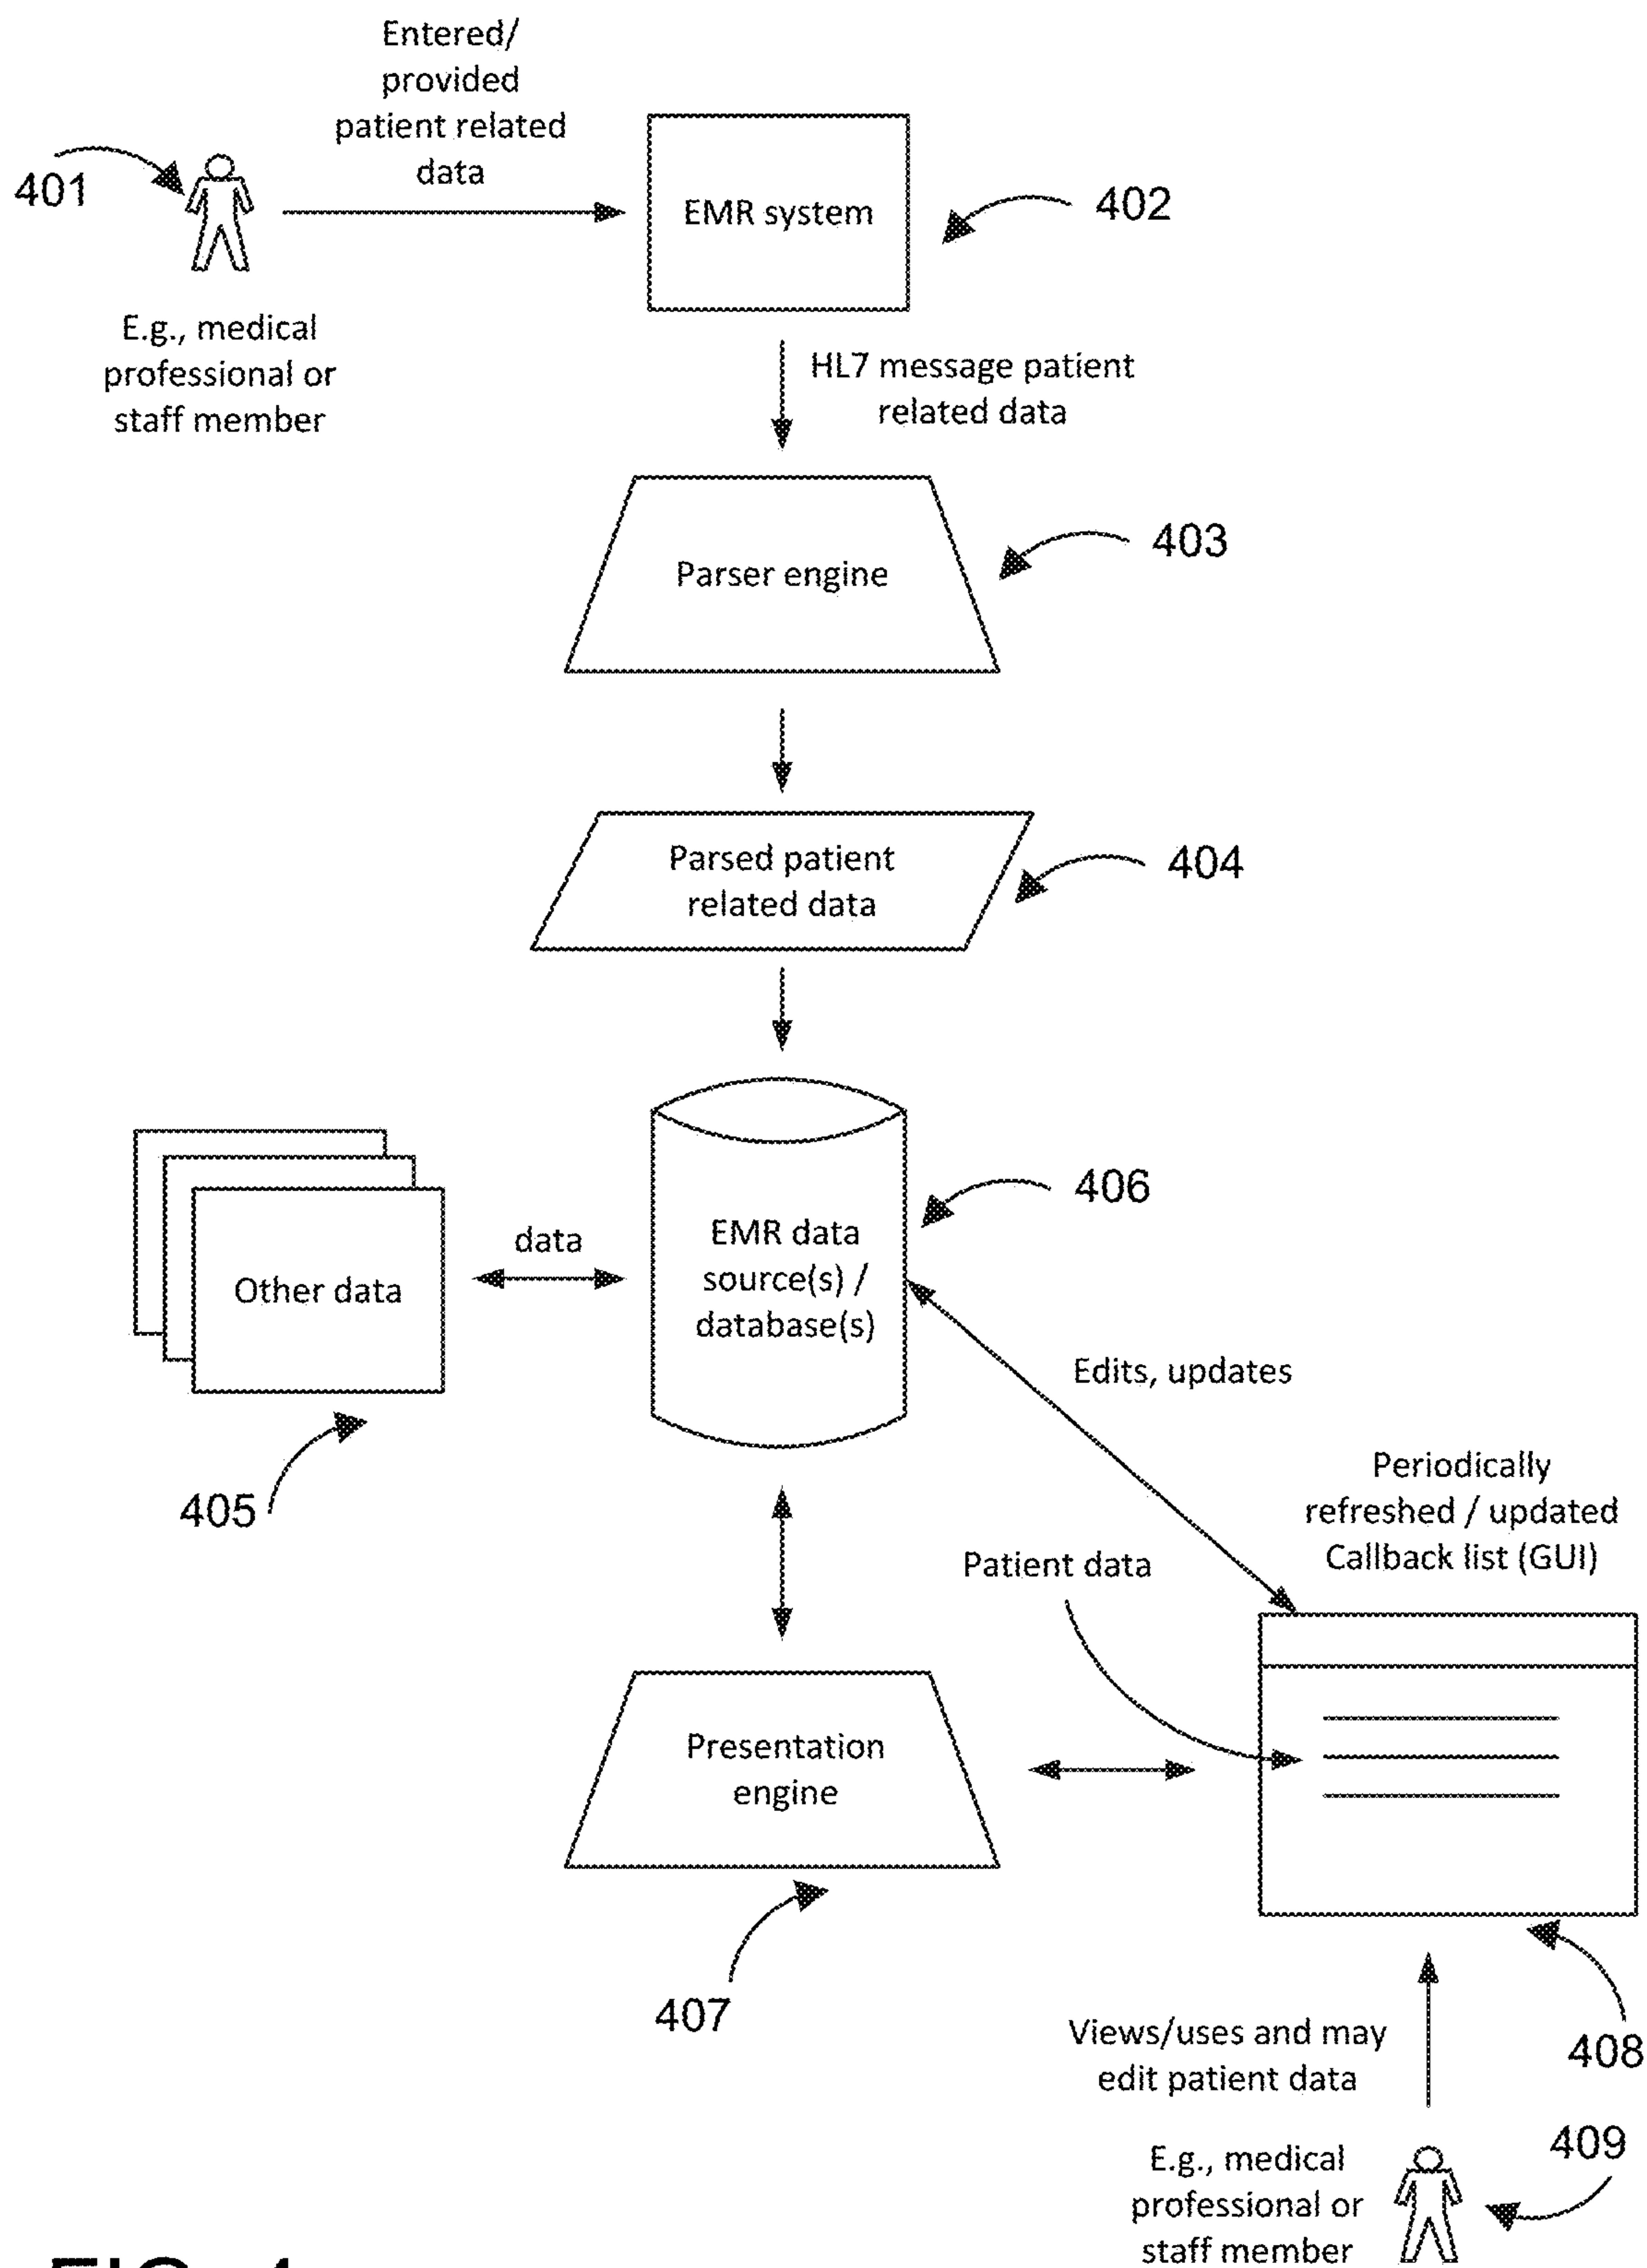 Entered/
provided
patient related
data
401
EMR system
402
E.g., medical
professional or
staff member
HL7 message patient
related data
Parser engine
403
Parsed patient
related data
404
406
data
EMR data
source(s) /
database(s)
Other data
Edits, updates
405
Periodically
refreshed / updated
Callback list (GUI)
Patient data
Presentation
engine
407
Views/uses and may
edit patient data
408
409
E.g., medical
professional or
staff member